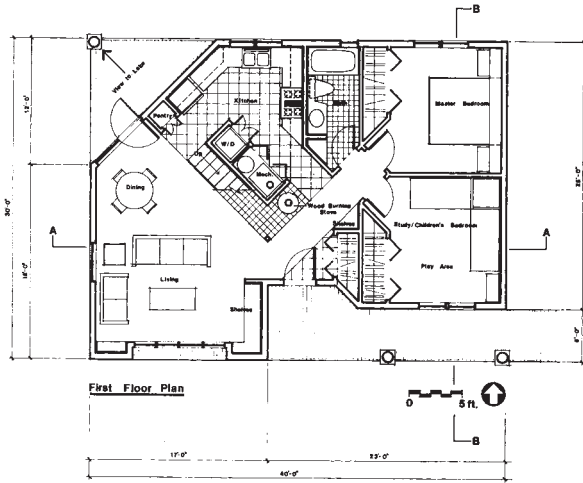 B
View to Lake
Kitchen
Bath
Master Bedroom
Pantry
W/D
Up
Mech.
Dining
Wood Burning
Stove
Shelves
Study/Children's Bedroom
Play Area
A
A
Living
Shelves
12'-0"
30'-0"
18'-0"
6'-0"
First Floor Plan
0 5 ft.
B
17'-0"
23'-0"
40'-0"